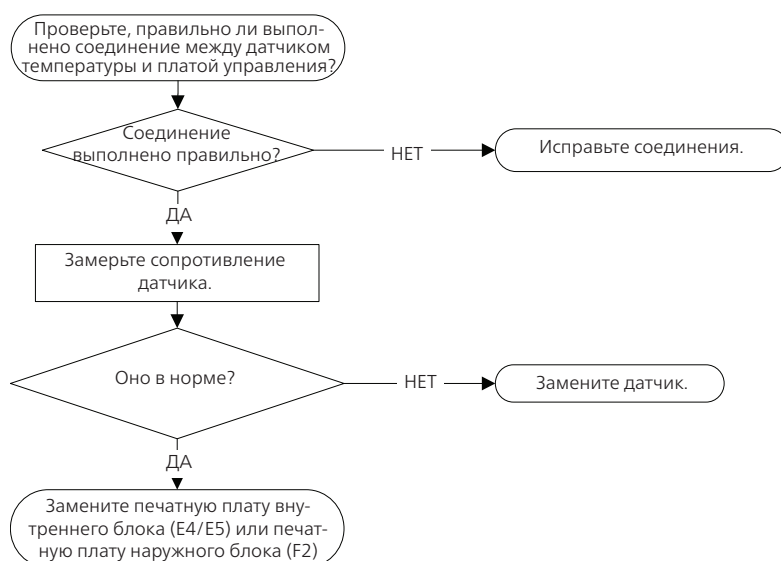 Проверьте, правильно ли выпол-
нено соединение между датчиком
температуры и платой управления?
Соединение
выполнено правильно?
НЕТ
Исправьте соединения.
ДА
Замерьте сопротивление
датчика.
Оно в норме?
НЕТ
Замените датчик.
ДА
Замените печатную плату вну-
треннего блока (E4/E5) или печат-
ную плату наружного блока (F2)